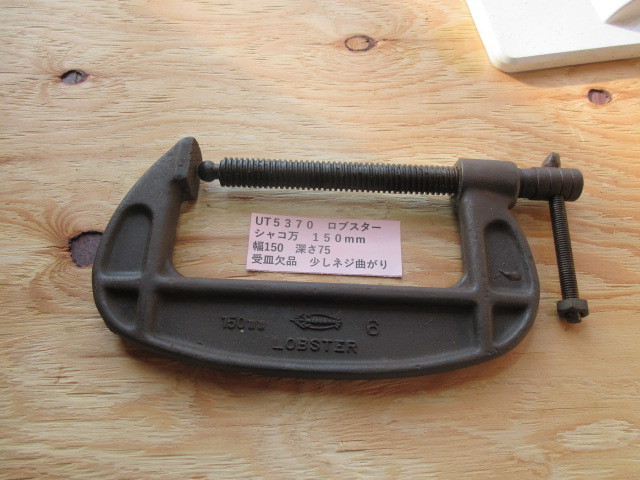 UT5370 ロブスター
シャコ万 150mm
幅150 深さ75
受皿欠品 少しネジ曲がり
150mm 6
LOBSTER